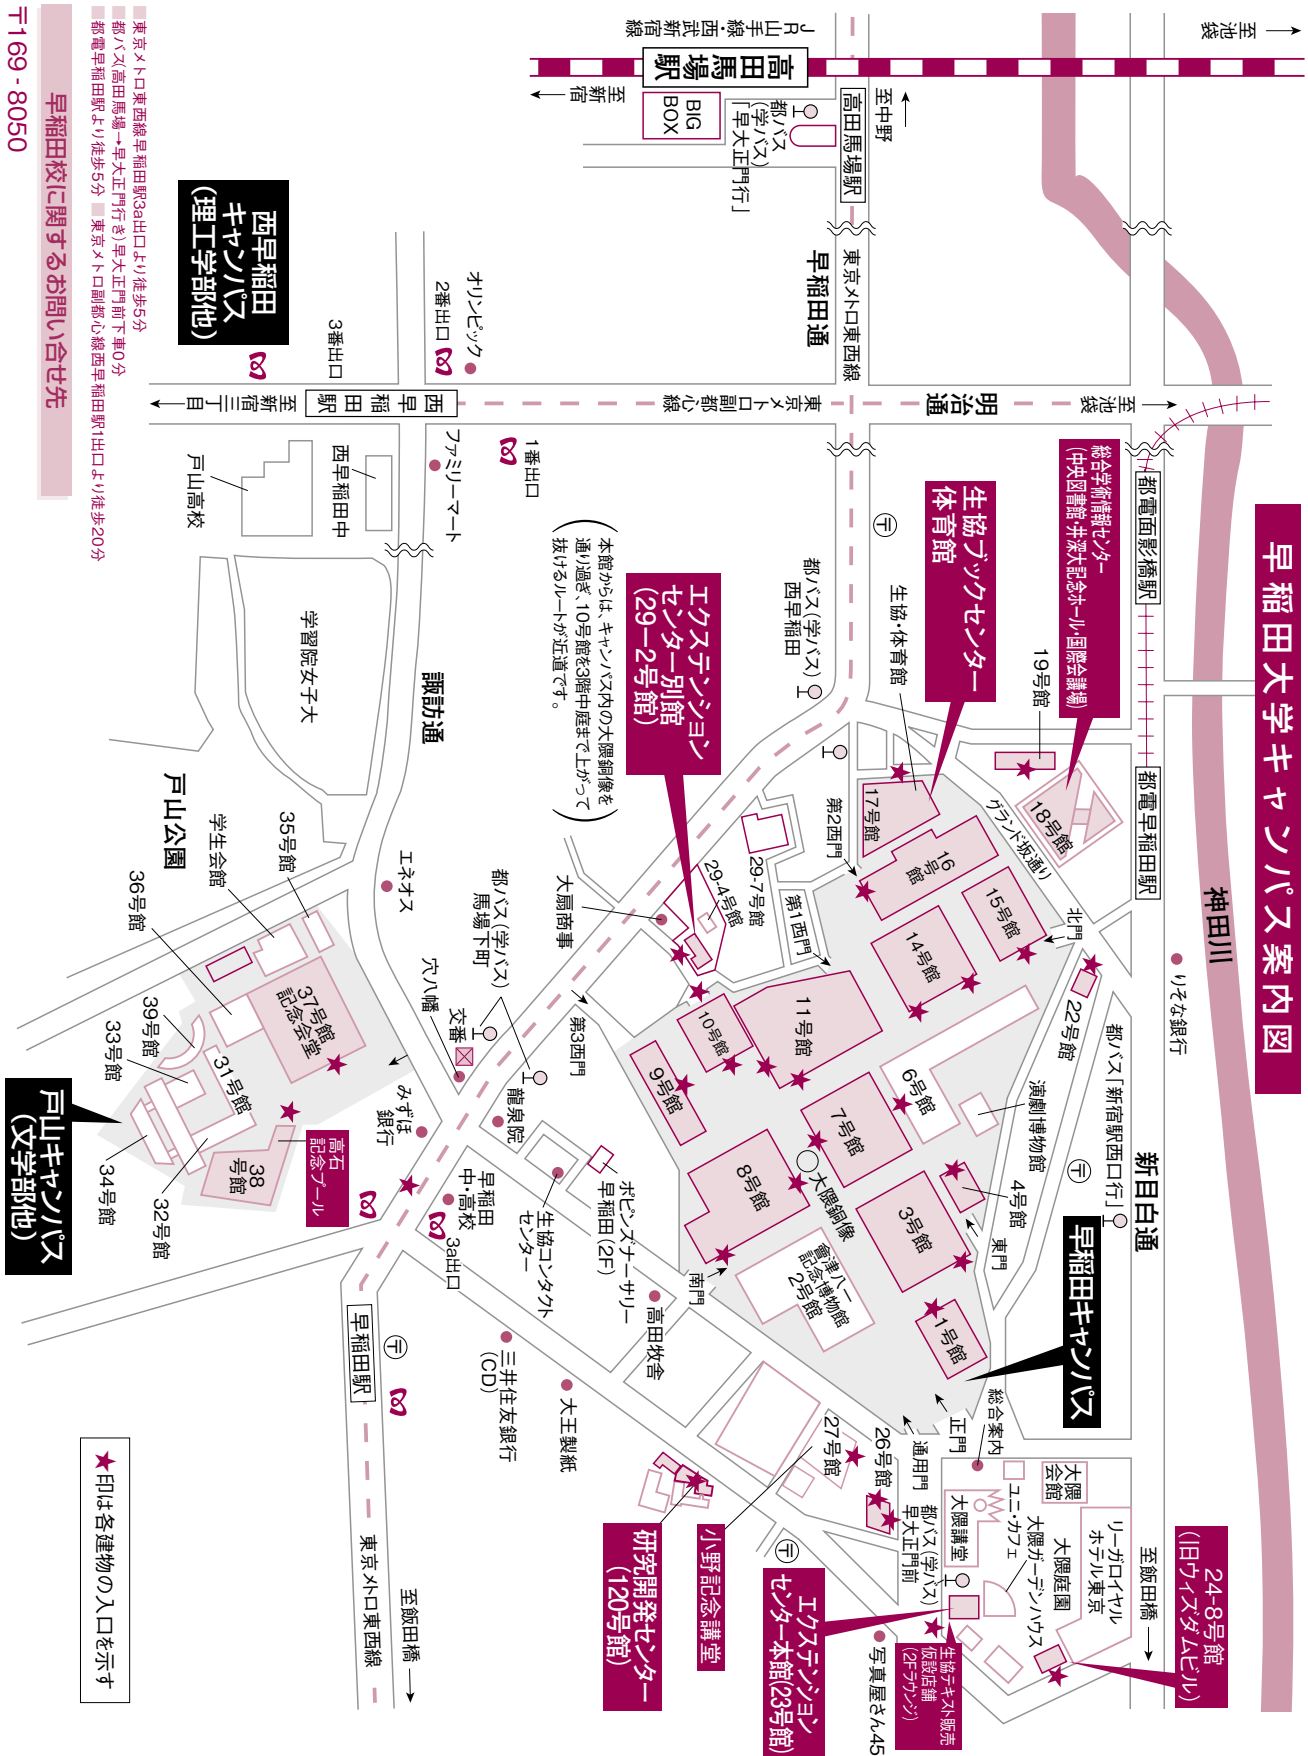 早稲田大学キャンパス案内図
至池袋
JR山手線・西武新宿線
高田馬場駅
至新宿
BIG
BOX
都バス
(学バス)
「早大正門行」
高田馬場駅
至中野
東京メトロ東西線
早稲田通
神田川
至池袋
明治通
東京メトロ副都心線
西早稲田駅
至新宿三丁目
オリンピック
2番出口
3番出口
1番出口
ファミリーマート
西早稲田
キャンパス
(理工学部他)
西早稲田中
戸山高校
学習院女子大
諏訪通
戸山公園
都電面影橋駅
都電早稲田駅
総合学術情報センター
(中央図書館・井深大記念ホール・国際会議場)
19号館
18号館
生協ブックセンター
体育館
〒
生協・体育館
都バス(学バス)
西早稲田
エクステンション
センター別館
(29−2号館)
本館からは、キャンパス内の大隈銅像を
通り過ぎ、10号館を3階中庭まで上がって
抜けるルートが近道です。
グランド坂通り
17号館
16号館
15号館
14号館
第2西門
第1西門
29-7号館
29-4号館
大扇商事
北門
りそな銀行
22号館
都バス「新宿駅西口行」
新目白通
〒
演劇博物館
6号館
11号館
10号館
9号館
7号館
8号館
大隈銅像
4号館
3号館
東門
早稲田キャンパス
1号館
會津八一
記念博物館
2号館
南門
正門
通用門
総合案内
第3西門
都バス(学バス)
馬場下町
エネオス
穴八幡
交番
龍泉院
みずほ
銀行
早稲田
中・高校
3a出口
生協コンタクト
センター
ポピンズナーサリー
早稲田(2F)
高田牧舎
三井住友銀行
(CD)
大王製紙
35号館
学生会館
36号館
37号館
記念会堂
39号館
33号館
31号館
34号館
32号館
38
号館
高石
記念プール
戸山キャンパス
(文学部他)
早稲田駅
〒
東京メトロ東西線
至飯田橋
27号館
26号館
小野記念講堂
研究開発センター
(120号館)
〒
エクステンション
センター本館(23号館)
都バス(学バス)
早大正門前
大隈講堂
大隈
会館
ユニ・カフェ
大隈ガーデンハウス
大隈庭園
リーガロイヤル
ホテル東京
至飯田橋
24-8号館
(旧ウィズダムビル)
生協テキスト販売
仮設店舗
(2Fラウンジ)
写真屋さん45
★印は各建物の入口を示す
東京メトロ東西線早稲田駅3a出口より徒歩5分
都バス(高田馬場→早大正門行き)早大正門前下車0分
都電早稲田駅より徒歩5分 東京メトロ副都心線西早稲田駅1出口より徒歩20分
早稲田校に関するお問い合せ先
〒169-8050